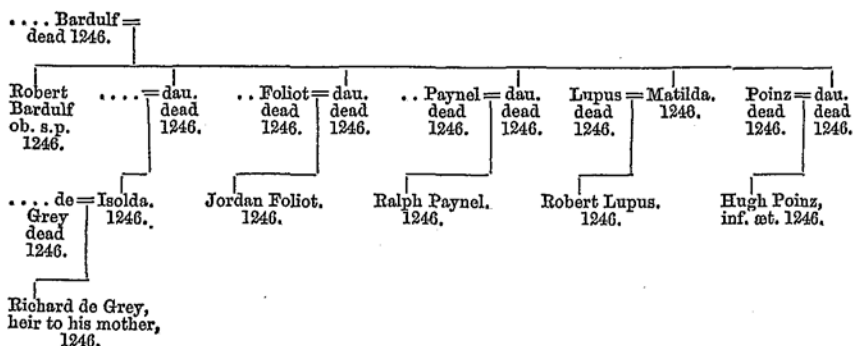 .... Bardulf=
dead 1246.
Robert Bardulf ob. s.p. 1246.
....=dau. dead 1246.
..Foliot=dau.
dead 1246. dead 1246.
..Paynel=dau.
dead 1246. dead 1246.
Lupus=Matilda.
dead 1246. 1246.
Poinz=dau.
dead 1246. dead 1246.
.... de Grey=Isolda.
dead 1246. 1246.
Jordan Foliot.
1246.
Ralph Paynel.
1246.
Robert Lupus.
1246.
Hugh Poinz,
inf. æt. 1246.
Richard de Grey,
heir to his mother,
1246.